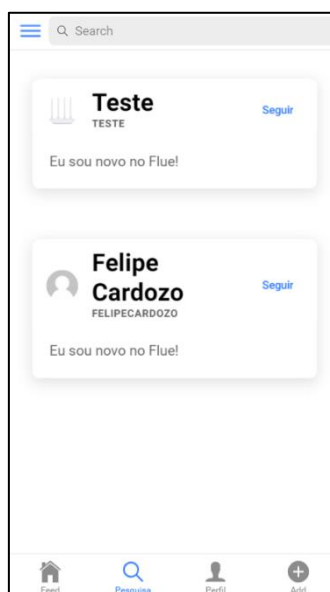 Search
Teste
Seguir
TESTE
Eu sou novo no Flue!
Felipe
Cardozo
Seguir
FELIPECARDOZO
Eu sou novo no Flue!
Feed
Pesquisa
Perfil
Add